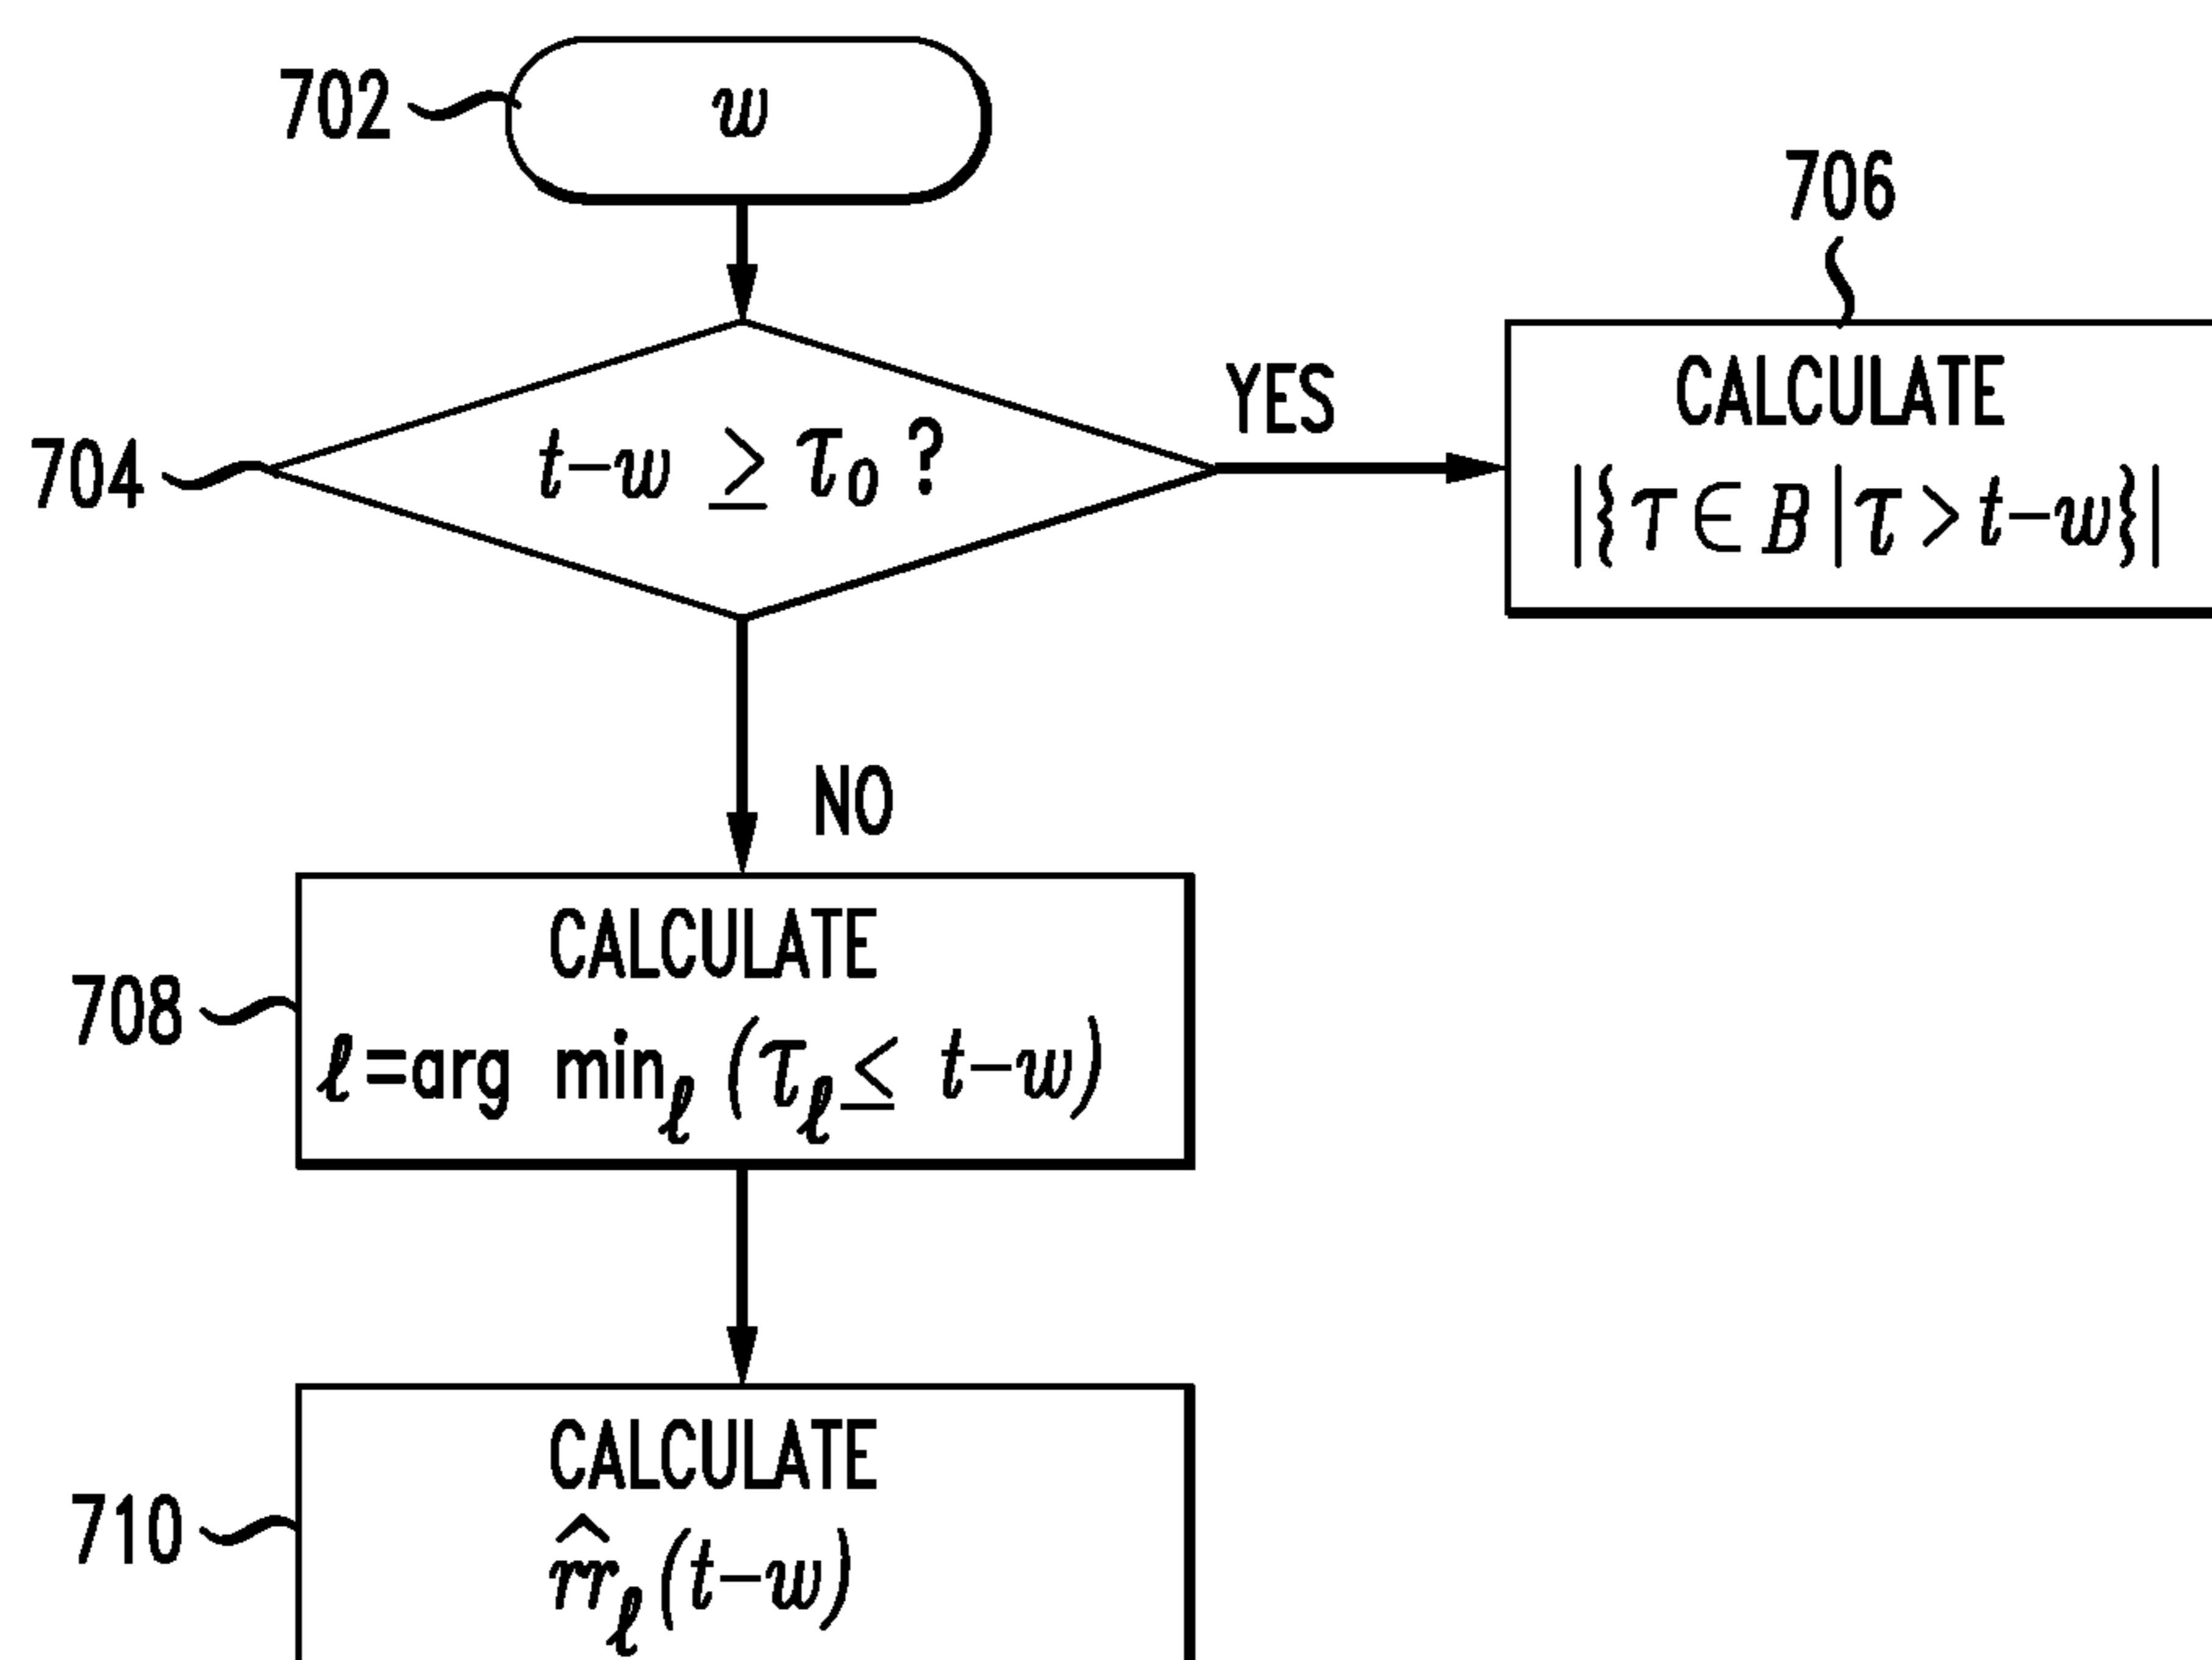 702
w
706
704
t-w ≥ τ₀ ?
YES
CALCULATE
|{τ ∈ B | τ > t-w}|
NO
708
CALCULATE
ℓ=arg min_ℓ (τ_ℓ ≤ t-w)
710
CALCULATE
r̂r_ℓ (t-w)